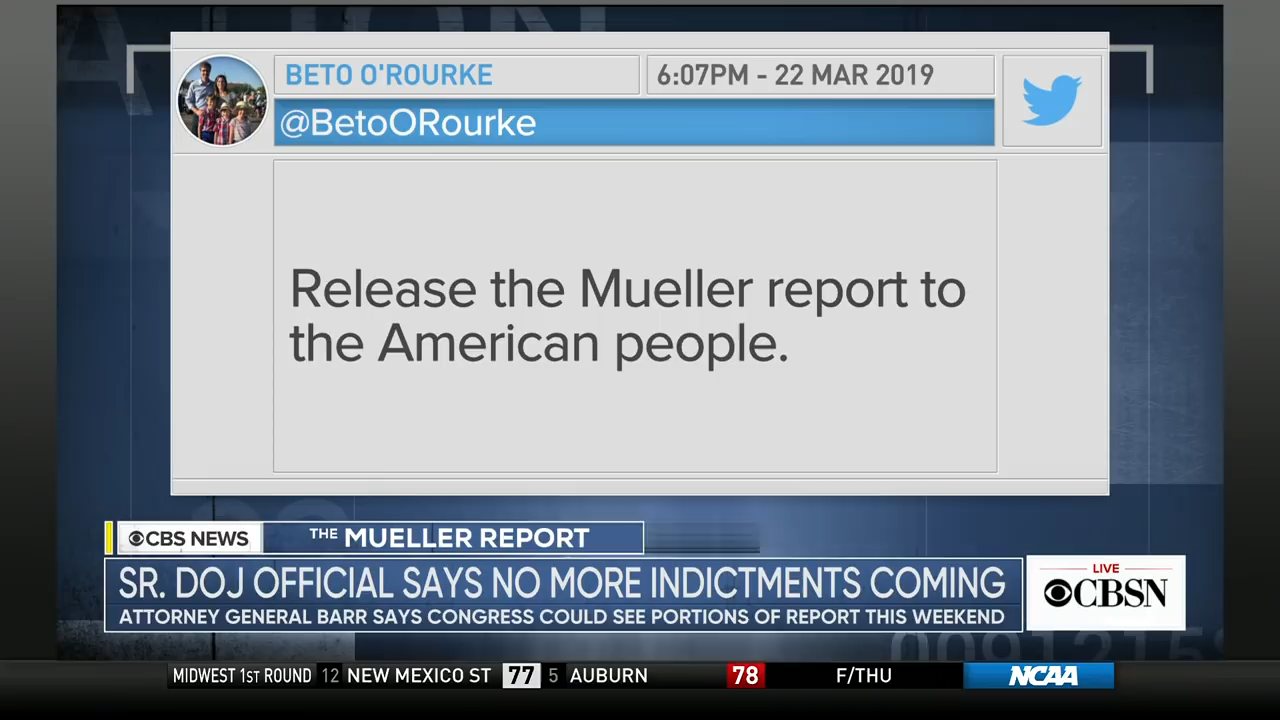 BETO O'ROURKE
6:07PM - 22 MAR 2019
@BetoORourke
Release the Mueller report to
the American people.
CBS NEWS
THE MUELLER REPORT
SR. DOJ OFFICIAL SAYS NO MORE INDICTMENTS COMING
ATTORNEY GENERAL BARR SAYS CONGRESS COULD SEE PORTIONS OF REPORT THIS WEEKEND
LIVE
CBSN
MIDWEST 1ST ROUND 12 NEW MEXICO ST 77 5 AUBURN 78 F/THU NCAA